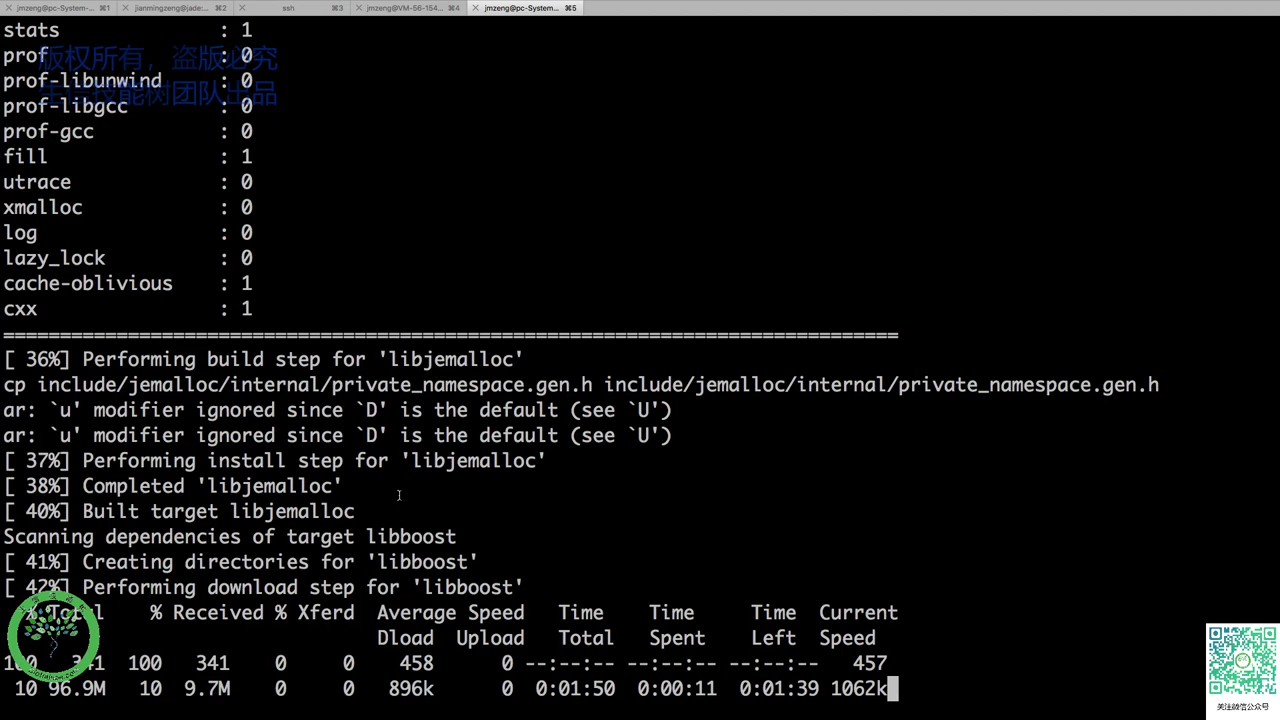 jmzeng@pc-System-... ⌘1 jianmingzeng@jade:... ⌘2 ssh ⌘3 jmzeng@VM-56-154... ⌘4 jmzeng@pc-System... ⌘5
stats : 1
prof : 0
版权所有，盗版必究
prof-libunwind : 0
生信技能树团队出品
prof-libgcc : 0
prof-gcc : 0
fill : 1
utrace : 0
xmalloc : 0
log : 0
lazy_lock : 0
cache-oblivious : 1
cxx : 1
===============================================================================
[ 36%] Performing build step for 'libjemalloc'
cp include/jemalloc/internal/private_namespace.gen.h include/jemalloc/internal/private_namespace.gen.h
ar: `u' modifier ignored since `D' is the default (see `U')
ar: `u' modifier ignored since `D' is the default (see `U')
[ 37%] Performing install step for 'libjemalloc'
[ 38%] Completed 'libjemalloc'
[ 40%] Built target libjemalloc
Scanning dependencies of target libboost
[ 41%] Creating directories for 'libboost'
[ 42%] Performing download step for 'libboost'
% Total % Received % Xferd Average Speed Time Time Time Current
Dload Upload Total Spent Left Speed
100 341 100 341 0 0 458 0 --:--:-- --:--:-- --:--:-- 457
10 96.9M 10 9.7M 0 0 896k 0 0:01:50 0:00:11 0:01:39 1062k
关注微信公众号